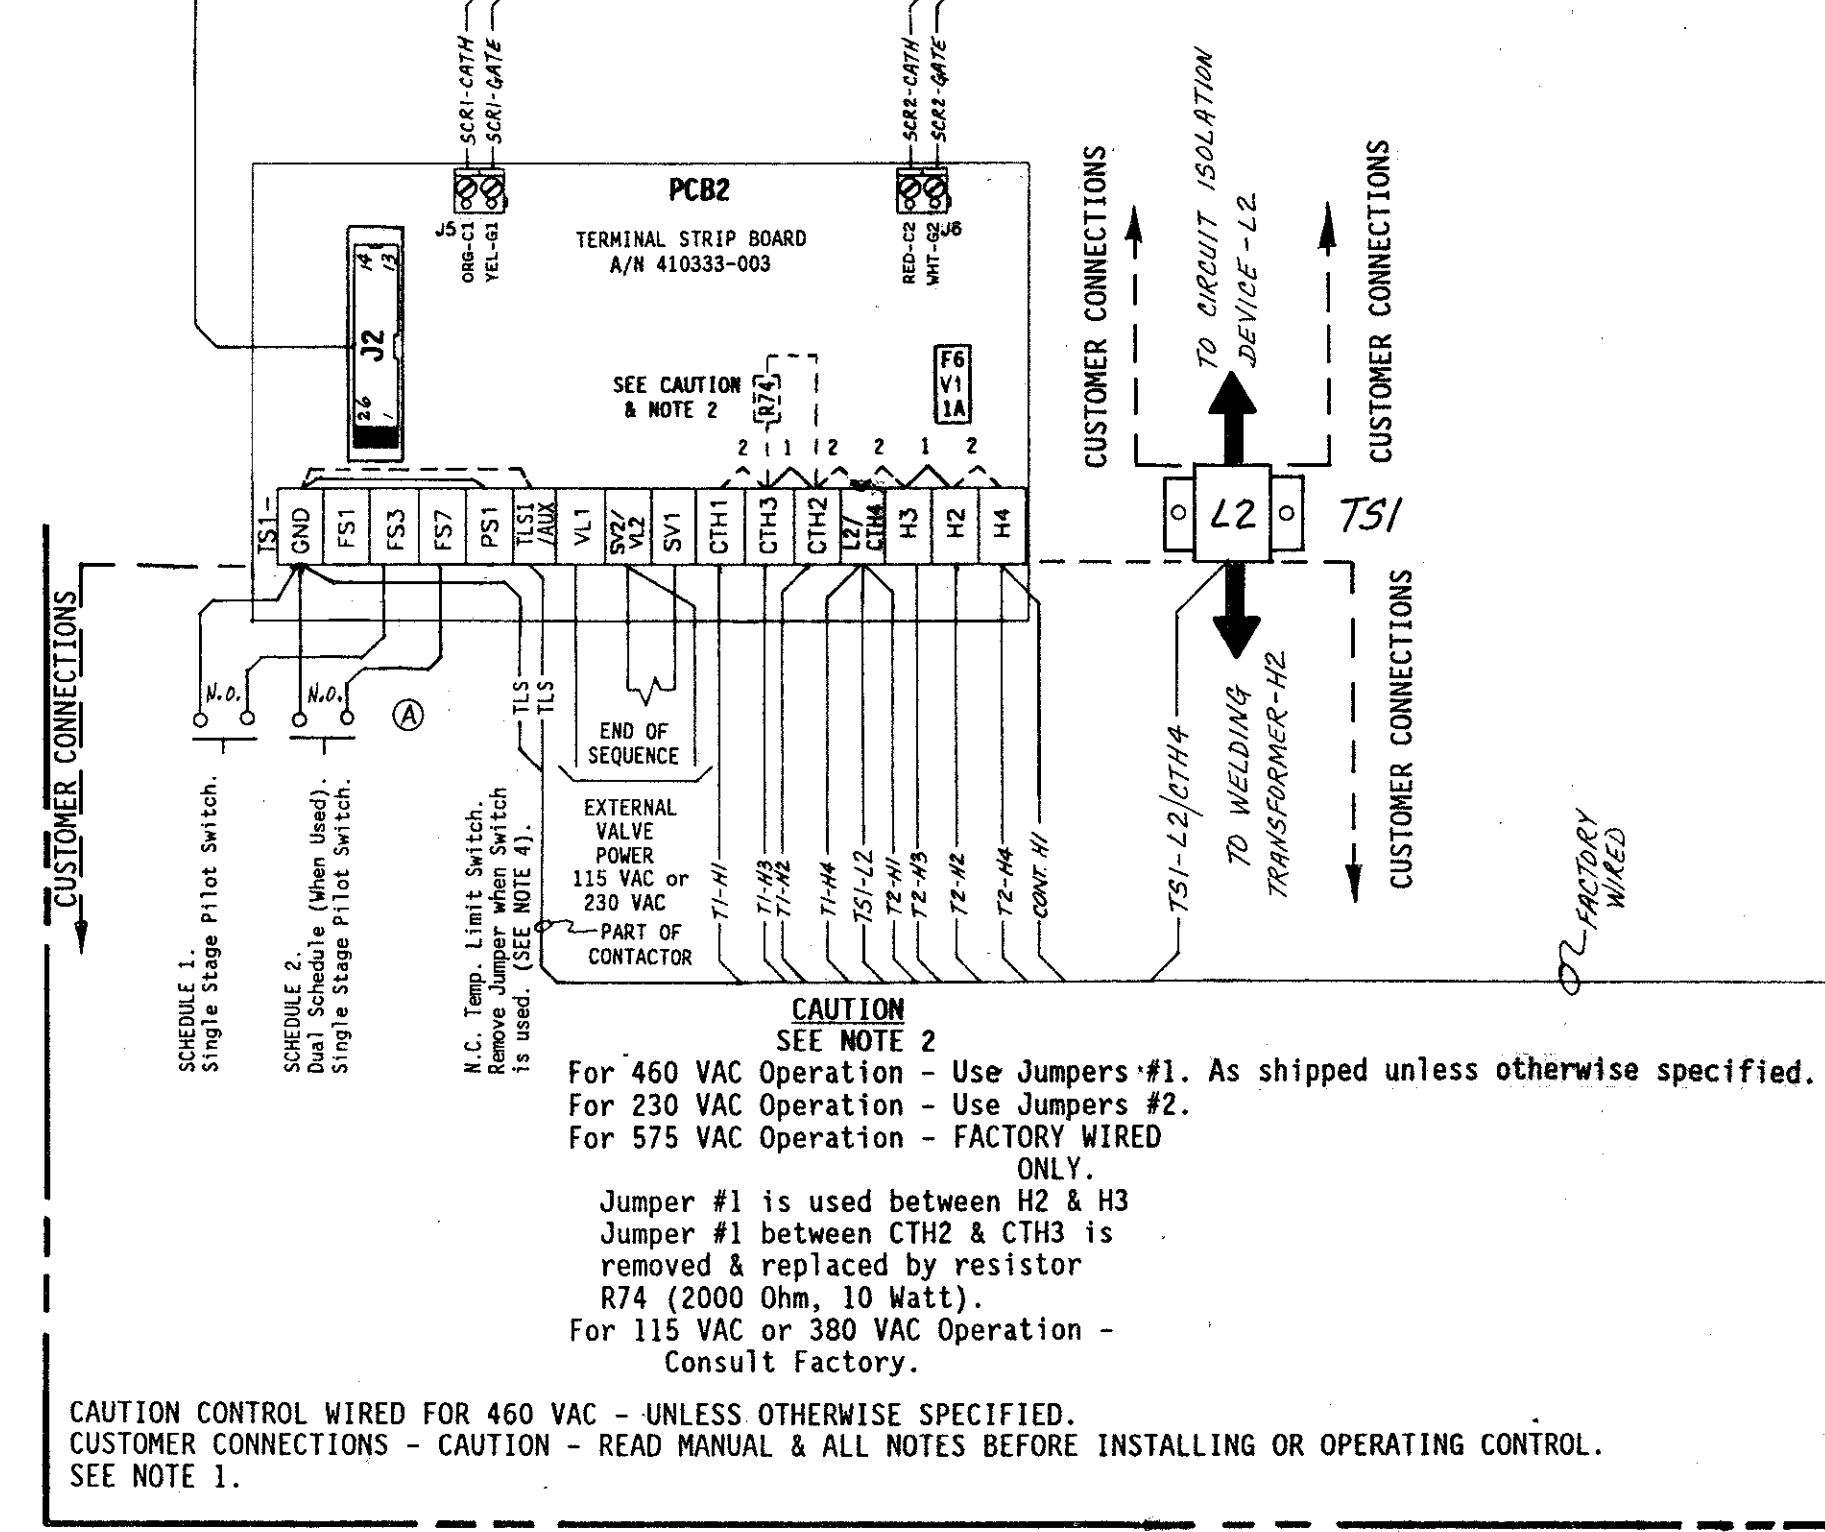 SCR1-CATH
SCR1-GATE
SCR2-CATH
SCR2-GATE
PCB2
TERMINAL STRIP BOARD
A/N 410333-003
J5
ORG-C1
YEL-G1
J6
RED-C2
WHT-G2
14
13
J2
26
1
SEE CAUTION
& NOTE 2
R74
F6
V1
1A
2
1
2
2
1
2
TS1-
GND
FS1
FS3
FS7
PS1
TLS1
/AUX
VL1
SV2/
VL2
SV1
CTH1
CTH3
CTH2
L2/
CTH4
H3
H2
H4
CUSTOMER CONNECTIONS
TO CIRCUIT ISOLATION
DEVICE-L2
CUSTOMER CONNECTIONS
L2
TS1
CUSTOMER CONNECTIONS
N.O.
N.O.
A
SCHEDULE 1.
Single Stage Pilot Switch.
SCHEDULE 2.
Dual Schedule (When Used).
Single Stage Pilot Switch.
TLS
TLS
N.C. Temp. Limit Switch.
Remove Jumper when Switch
is used. (SEE NOTE 4).
END OF
SEQUENCE
EXTERNAL
VALVE
POWER
115 VAC or
230 VAC
PART OF
CONTACTOR
T1-H1
T1-H3
T1-H2
T1-H4
TS1-L2
T2-H1
T2-H3
T2-H2
T2-H4
CONT. H1
TS1-L2/CTH4
TO WELDING
TRANSFORMER-H2
CUSTOMER CONNECTIONS
FACTORY
WIRED
CAUTION
SEE NOTE 2
For 460 VAC Operation - Use Jumpers #1. As shipped unless otherwise specified.
For 230 VAC Operation - Use Jumpers #2.
For 575 VAC Operation - FACTORY WIRED
ONLY.
Jumper #1 is used between H2 & H3
Jumper #1 between CTH2 & CTH3 is
removed & replaced by resistor
R74 (2000 Ohm, 10 Watt).
For 115 VAC or 380 VAC Operation -
Consult Factory.
CAUTION CONTROL WIRED FOR 460 VAC - UNLESS OTHERWISE SPECIFIED.
CUSTOMER CONNECTIONS - CAUTION - READ MANUAL & ALL NOTES BEFORE INSTALLING OR OPERATING CONTROL.
SEE NOTE 1.